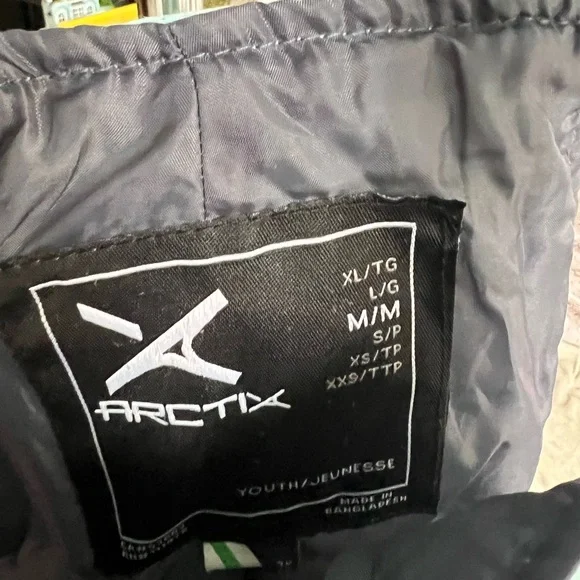 XL/TG
L/G
M/M
S/P
XS/TP
XXS/TTP
ARCTIX
YOUTH/JEUNESSE
MADE IN
BANGLADESH